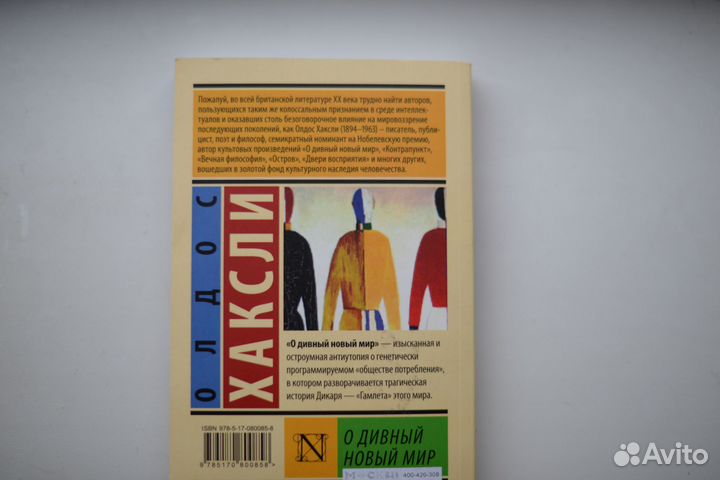 Пожалуй, во всей британской литературе XX века трудно найти авторов,
пользующихся таким же колоссальным признанием в среде интеллек-
туалов и оказавших столь безоговорочное влияние на мировоззрение
последующих поколений, как Олдос Хаксли (1894–1963) – писатель, публи-
цист, поэт и философ, семикратный номинант на Нобелевскую премию,
автор культовых произведений «О дивный новый мир», «Контрапункт»,
«Вечная философия», «Остров», «Двери восприятия» и многих других,
вошедших в золотой фонд культурного наследия человечества.
ОЛДОС
ХАКСЛИ
«О дивный новый мир» — изысканная и
остроумная антиутопия о генетически
программируемом «обществе потребления»,
в котором разворачивается трагическая
история Дикаря — «Гамлета» этого мира.
ISBN 978-5-17-080085-8
9785170800858>
N
О ДИВНЫЙ
НОВЫЙ МИР
400-420-309
Avito